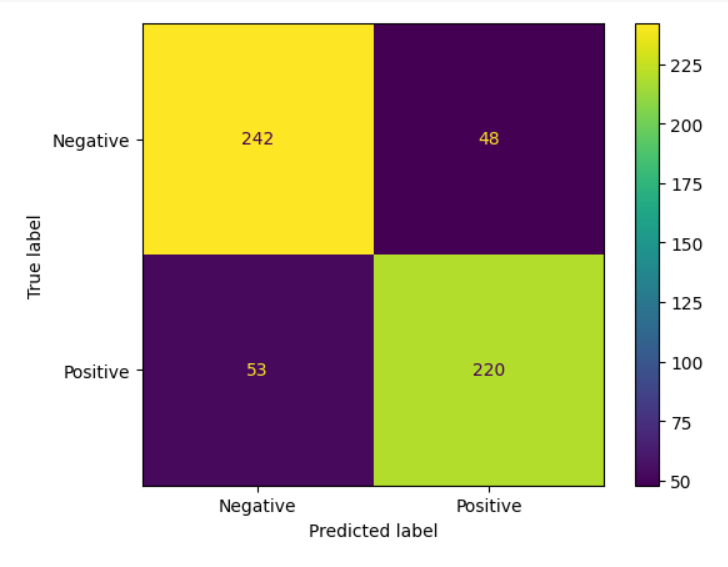 Negative
242
48
Positive
53
220
Negative
Positive
Predicted label
True label
225
200
175
150
125
100
75
50